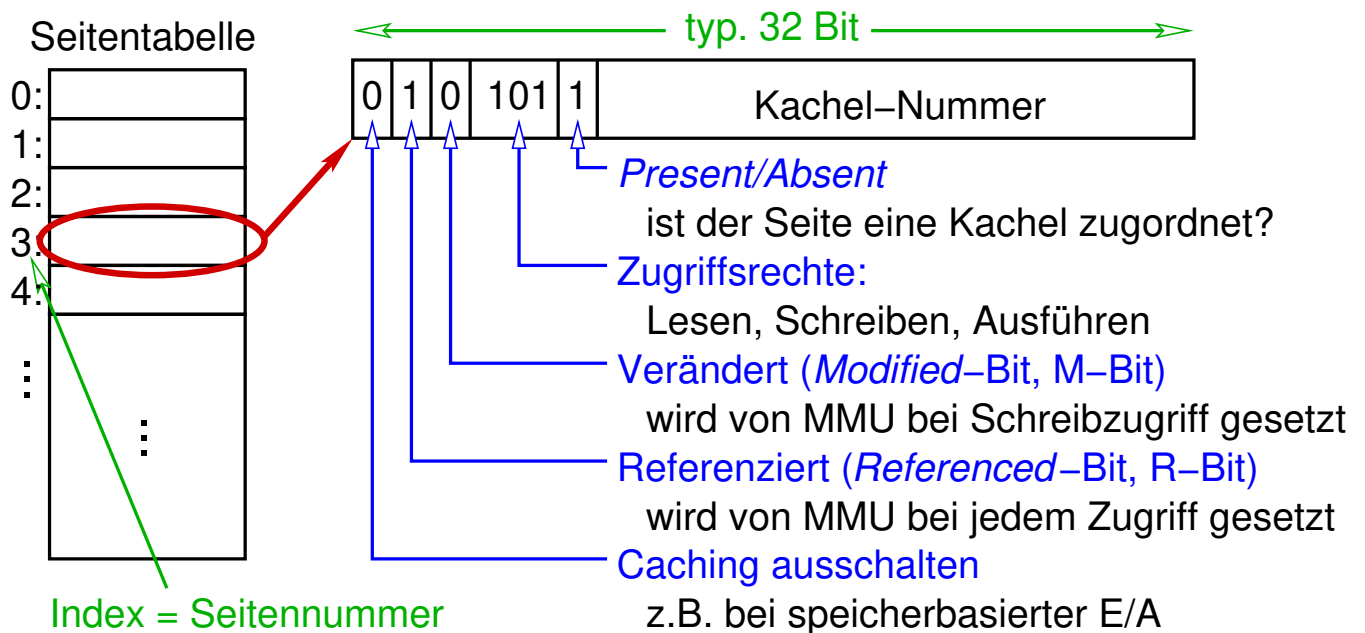 typ. 32 Bit
Seitentabelle
0:
1:
2:
3:
4:
⋮
⋮
Index = Seitennummer
0 1 0 101 1 Kachel–Nummer
Present/Absent
ist der Seite eine Kachel zugordnet?
Zugriffsrechte:
Lesen, Schreiben, Ausführen
Verändert (Modified–Bit, M–Bit)
wird von MMU bei Schreibzugriff gesetzt
Referenziert (Referenced–Bit, R–Bit)
wird von MMU bei jedem Zugriff gesetzt
Caching ausschalten
z.B. bei speicherbasierter E/A